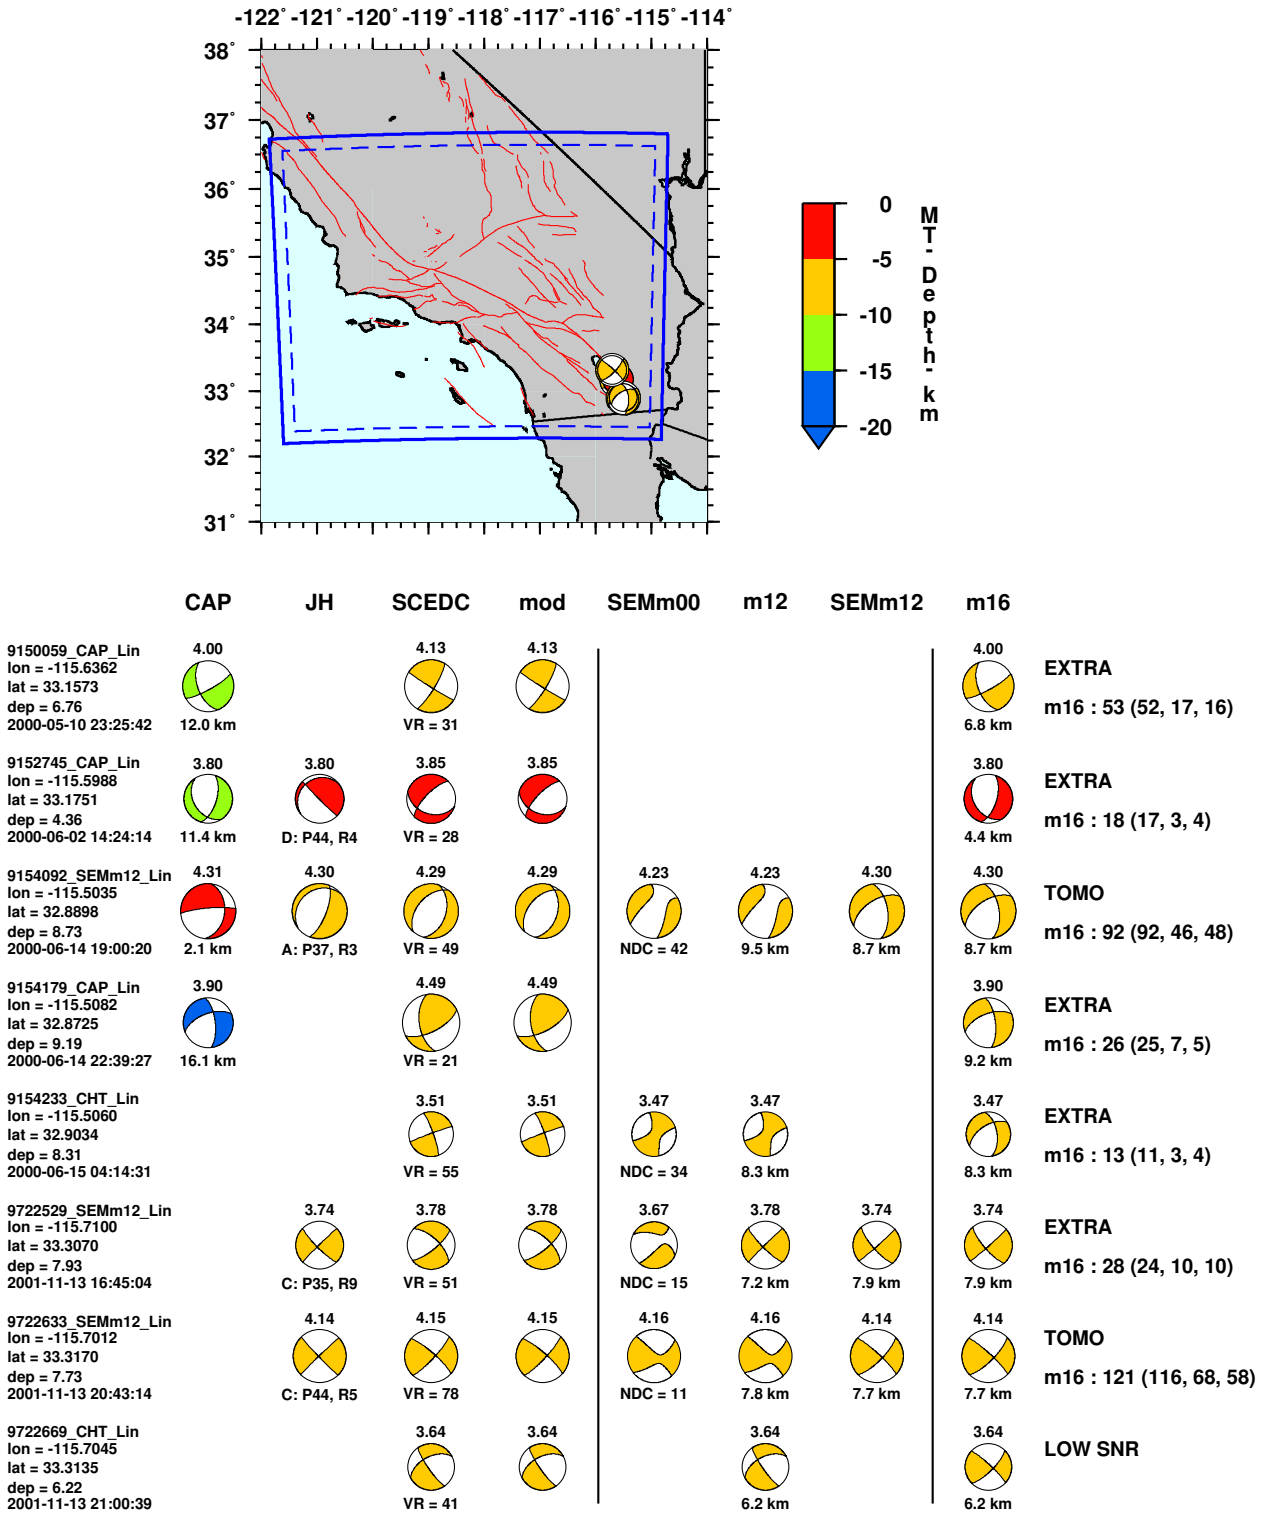 -122° -121° -120° -119° -118° -117° -116° -115° -114°
38°
37°
36°
35°
34°
33°
32°
31°
0
-5
-10
-15
-20
MT-Depth-km
CAP JH SCEDC mod SEMm00 m12 SEMm12 m16
9150059_CAP_Lin
lon = -115.6362
lat = 33.1573
dep = 6.76
2000-05-10 23:25:42
4.00 4.13 4.13 4.00
12.0 km VR = 31 6.8 km
EXTRA
m16 : 53 (52, 17, 16)
9152745_CAP_Lin
lon = -115.5988
lat = 33.1751
dep = 4.36
2000-06-02 14:24:14
3.80 3.80 3.85 3.85 3.80
11.4 km D: P44, R4 VR = 28 4.4 km
EXTRA
m16 : 18 (17, 3, 4)
9154092_SEMm12_Lin
lon = -115.5035
lat = 32.8898
dep = 8.73
2000-06-14 19:00:20
4.31 4.30 4.29 4.29 4.23 4.23 4.30 4.30
2.1 km A: P37, R3 VR = 49 NDC = 42 9.5 km 8.7 km 8.7 km
TOMO
m16 : 92 (92, 46, 48)
9154179_CAP_Lin
lon = -115.5082
lat = 32.8725
dep = 9.19
2000-06-14 22:39:27
3.90 4.49 4.49 3.90
16.1 km VR = 21 9.2 km
EXTRA
m16 : 26 (25, 7, 5)
9154233_CHT_Lin
lon = -115.5060
lat = 32.9034
dep = 8.31
2000-06-15 04:14:31
3.51 3.51 3.47 3.47 3.47
VR = 55 NDC = 34 8.3 km 8.3 km
EXTRA
m16 : 13 (11, 3, 4)
9722529_SEMm12_Lin
lon = -115.7100
lat = 33.3070
dep = 7.93
2001-11-13 16:45:04
3.74 3.78 3.78 3.67 3.78 3.74 3.74
C: P35, R9 VR = 51 NDC = 15 7.2 km 7.9 km 7.9 km
EXTRA
m16 : 28 (24, 10, 10)
9722633_SEMm12_Lin
lon = -115.7012
lat = 33.3170
dep = 7.73
2001-11-13 20:43:14
4.14 4.15 4.15 4.16 4.16 4.14 4.14
C: P44, R5 VR = 78 NDC = 11 7.8 km 7.7 km 7.7 km
TOMO
m16 : 121 (116, 68, 58)
9722669_CHT_Lin
lon = -115.7045
lat = 33.3135
dep = 6.22
2001-11-13 21:00:39
3.64 3.64 3.64 3.64
VR = 41 6.2 km 6.2 km
LOW SNR